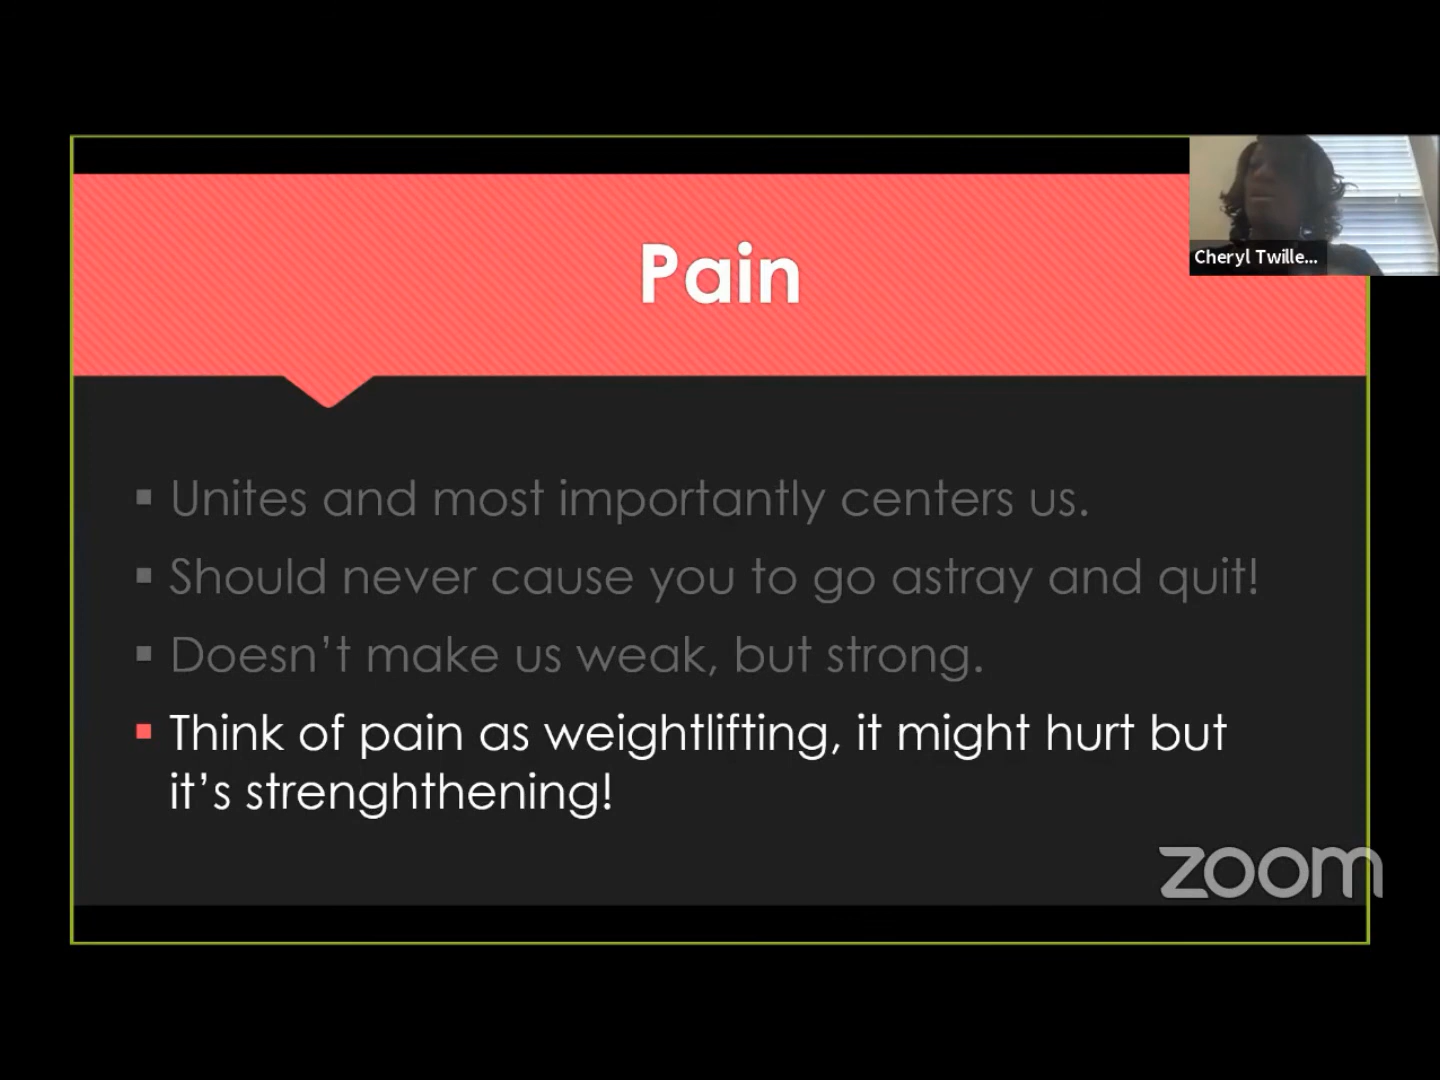 Pain
Cheryl Twille...
▪ Unites and most importantly centers us.
▪ Should never cause you to go astray and quit!
▪ Doesn’t make us weak, but strong.
▪ Think of pain as weightlifting, it might hurt but
it’s strenghthening!
zoom